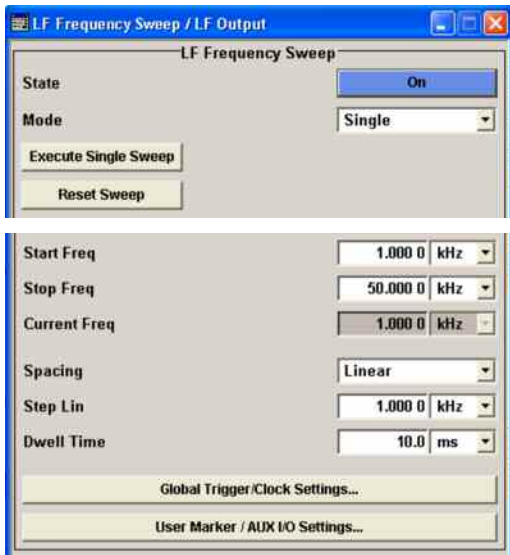 LF Frequency Sweep / LF Output
LF Frequency Sweep
State On
Mode Single
Execute Single Sweep
Reset Sweep
Start Freq 1.000 0 kHz
Stop Freq 50.000 0 kHz
Current Freq 1.000 0 kHz
Spacing Linear
Step Lin 1.000 0 kHz
Dwell Time 10.0 ms
Global Trigger/Clock Settings...
User Marker / AUX I/O Settings...